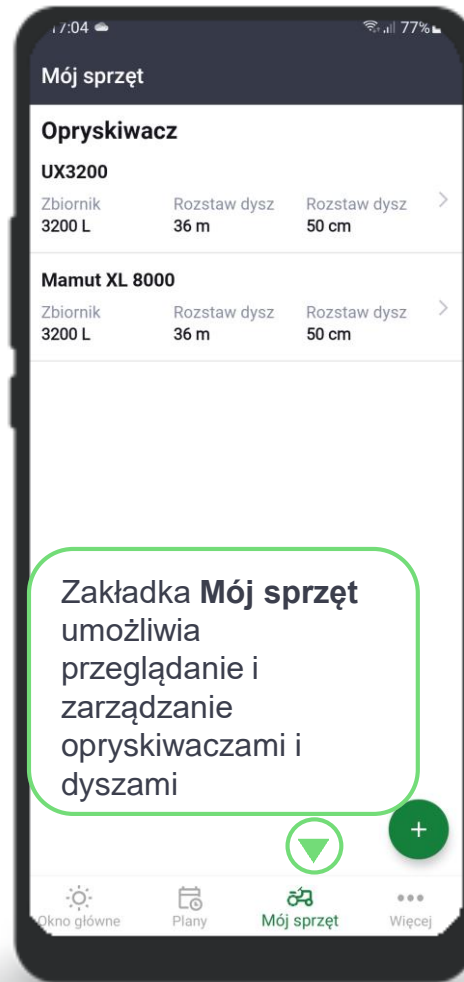 17:04 77%
Mój sprzęt
Opryskiwacz
UX3200
Zbiornik Rozstaw dysz Rozstaw dysz
3200 L 36 m 50 cm
Mamut XL 8000
Zbiornik Rozstaw dysz Rozstaw dysz
3200 L 36 m 50 cm
Zakładka Mój sprzęt
umożliwia
przeglądanie i
zarządzanie
opryskiwaczami i
dyszami
+
Okno główne Plany Mój sprzęt Więcej